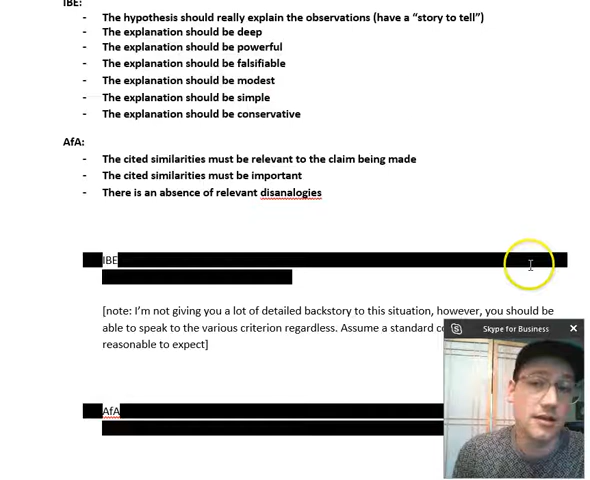 IBE:
- The hypothesis should really explain the observations (have a “story to tell”)
- The explanation should be deep
- The explanation should be powerful
- The explanation should be falsifiable
- The explanation should be modest
- The explanation should be simple
- The explanation should be conservative
AfA:
- The cited similarities must be relevant to the claim being made
- The cited similarities must be important
- There is an absence of relevant disanalogies
IBE
[note: I’m not giving you a lot of detailed backstory to this situation, however, you should be
able to speak to the various criterion regardless. Assume a standard
reasonable to expect]
Skype for Business
AfA